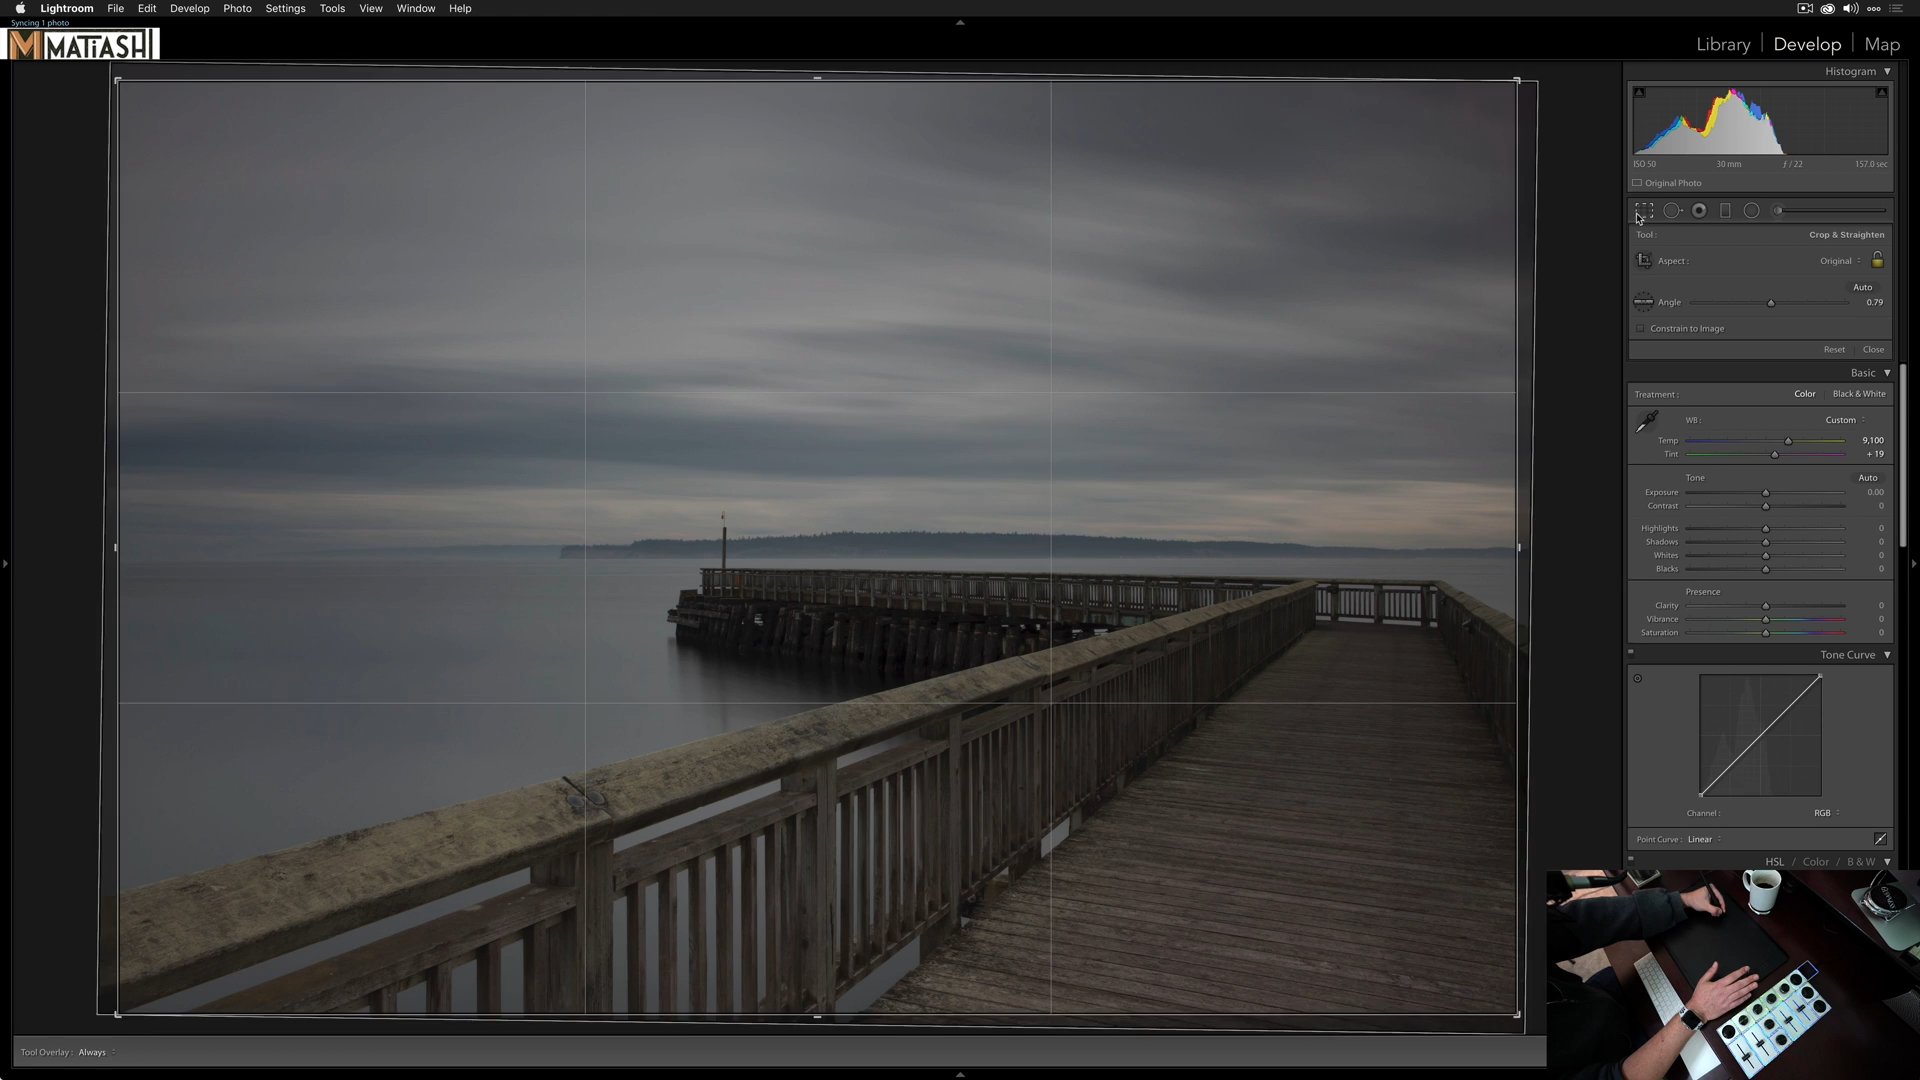 Lightroom File Edit Develop Photo Settings Tools View Window Help
Syncing 1 photo
MATIASH
Library Develop Map
Histogram
ISO 50 30 mm ƒ / 22 157.0 sec
Original Photo
Tool : Crop & Straighten
Aspect : Original
Auto
Angle 0.79
Constrain to Image
Reset Close
Basic
Treatment : Color Black & White
WB : Custom
Temp 9,100
Tint + 19
Tone Auto
Exposure 0.00
Contrast 0
Highlights 0
Shadows 0
Whites 0
Blacks 0
Presence
Clarity 0
Vibrance 0
Saturation 0
Tone Curve
Channel : RGB
Point Curve : Linear
HSL / Color / B & W
Tool Overlay : Always